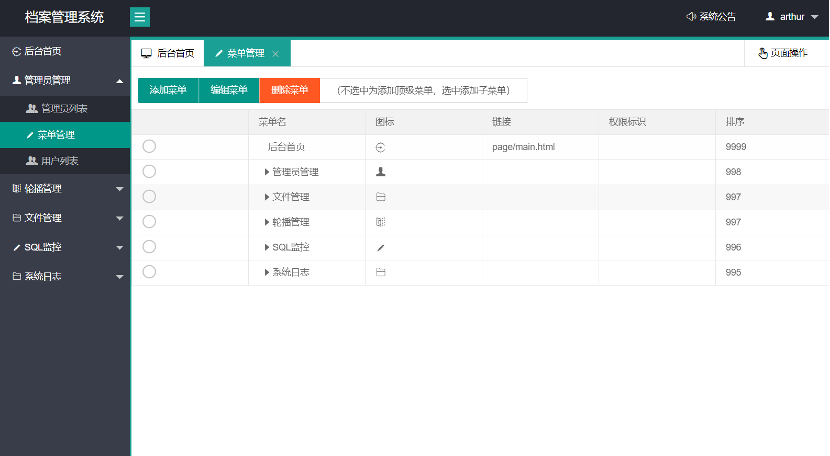 档案管理系统
系统公告
arthur
后台首页
管理员管理
管理员列表
菜单管理
用户列表
轮播管理
文件管理
SQL监控
系统日志
后台首页
菜单管理
页面操作
添加菜单
编辑菜单
删除菜单
(不选中为添加顶级菜单，选中添加子菜单)
菜单名 图标 链接 权限标识 排序
后台首页 page/main.html 9999
管理员管理 998
文件管理 997
轮播管理 997
SQL监控 996
系统日志 995